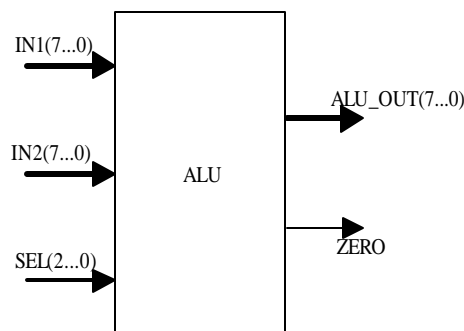 IN1(7...0)
ALU_OUT(7...0)
IN2(7...0)
ALU
ZERO
SEL(2...0)